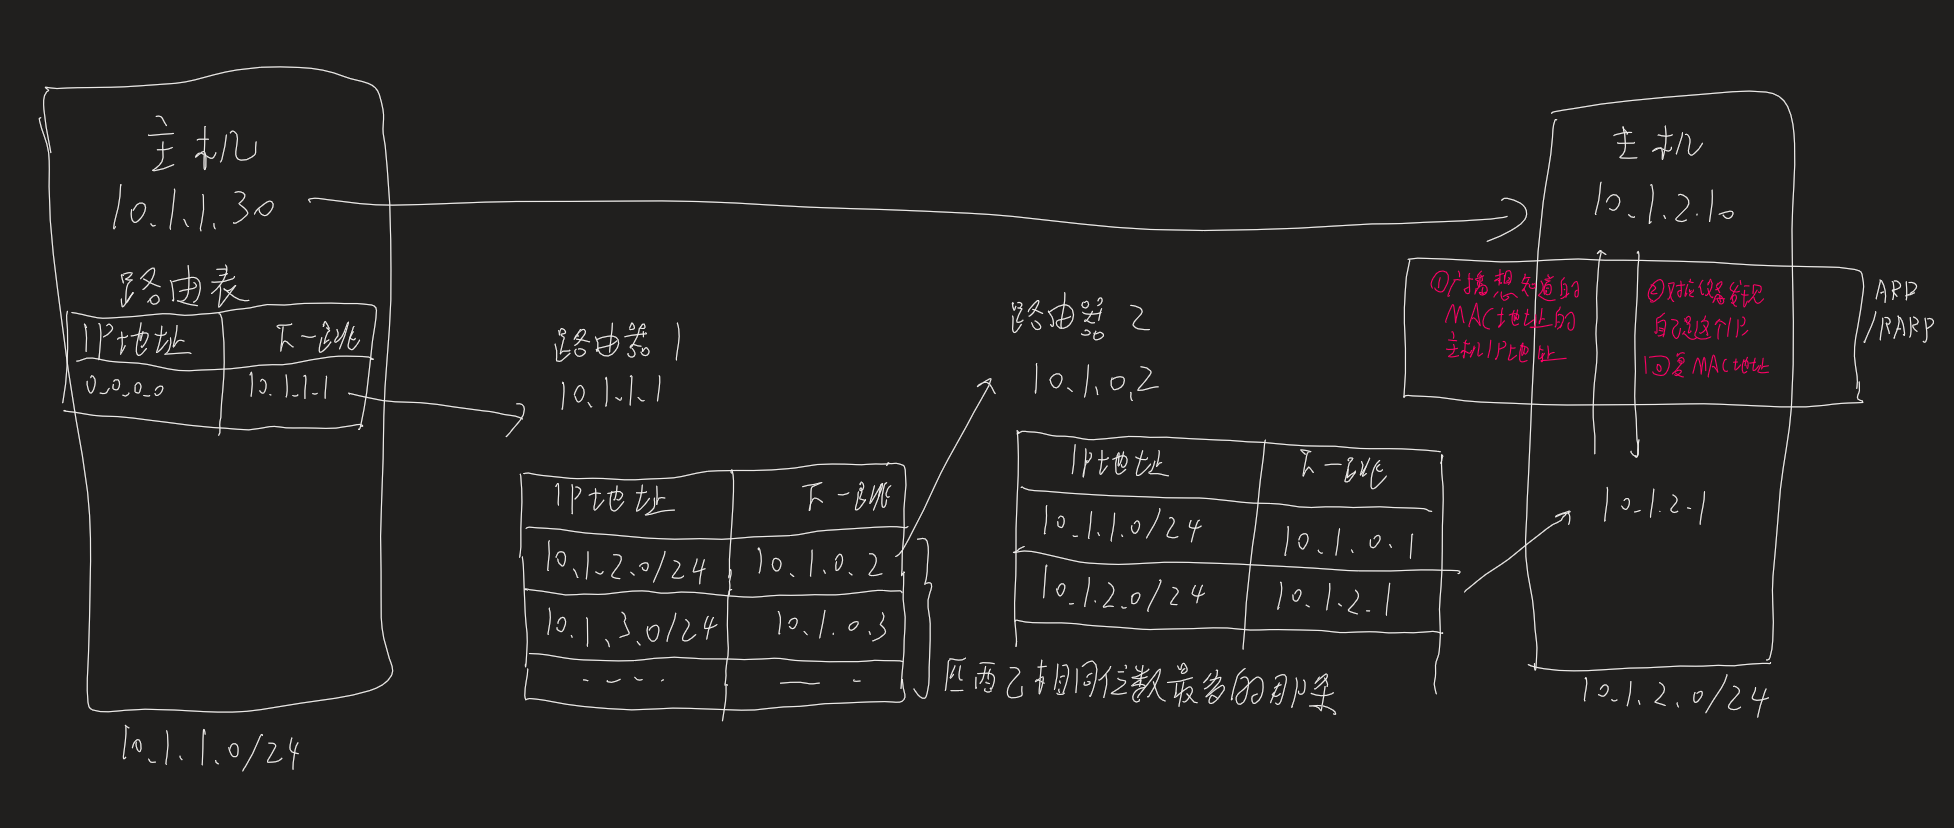 主机
10.1.1.30
路由表
IP地址 下一跳
0.0.0.0 10.1.1.1
10.1.1.0/24
路由器1
10.1.1.1
IP地址 下一跳
10.1.2.0/24 10.1.0.2
10.1.3.0/24 10.1.0.3
---- ---
匹配相同位数最多的那条
路由器2
10.1.0.2
IP地址 下一跳
10.1.1.0/24 10.1.0.1
10.1.2.0/24 10.1.2.1
主机
10.1.2.10
①广播想知道的
MAC地址的
主机IP地址
②对应设备发现
自己是这个IP,
回复MAC地址
ARP
/RARP
10.1.2.1
10.1.2.0/24